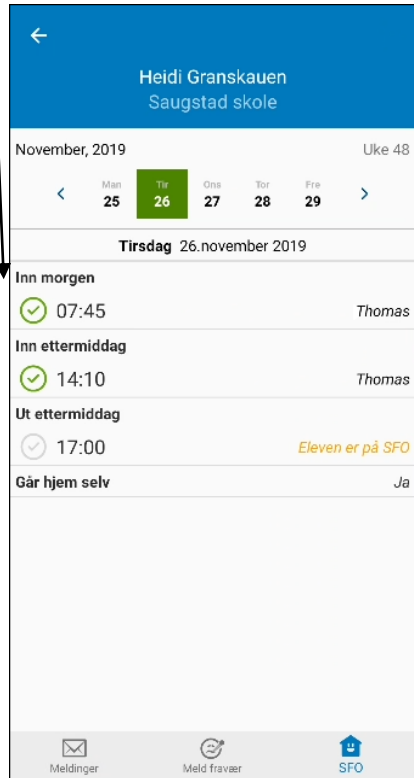 Heidi Granskauen
Saugstad skole
November, 2019 Uke 48
Man Tir Ons Tor Fre
25 26 27 28 29
Tirsdag 26.november 2019
Inn morgen
07:45 Thomas
Inn ettermiddag
14:10 Thomas
Ut ettermiddag
17:00 Eleven er på SFO
Går hjem selv Ja
Meldinger Meld fravær SFO